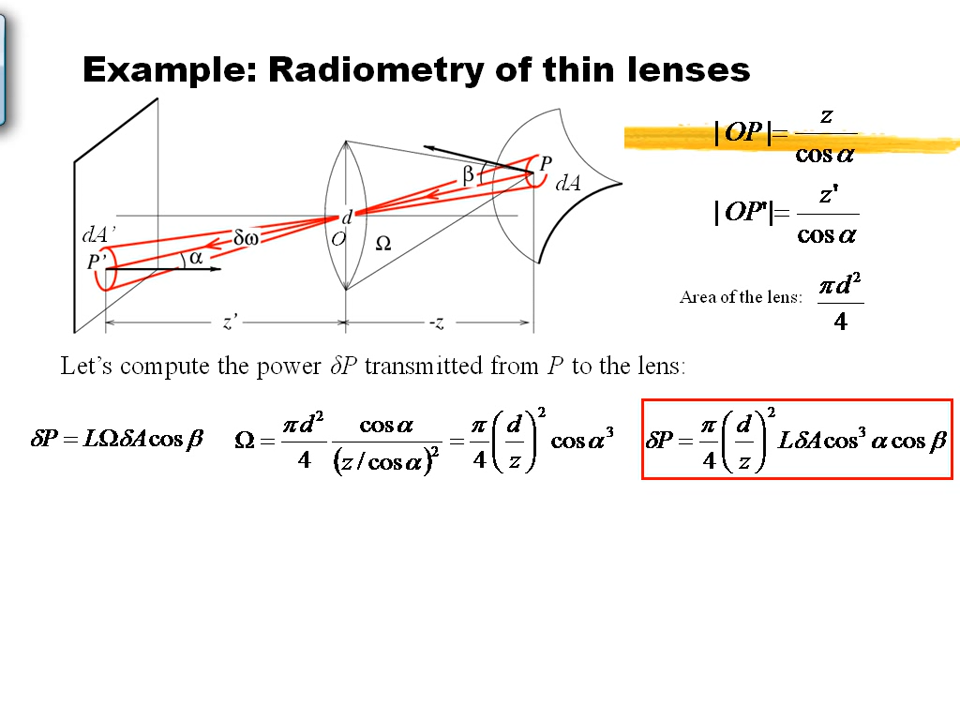 Example: Radiometry of thin lenses
|OP|= z / cos α
|OP'|= z' / cos α
Area of the lens: πd² / 4
P
β
dA
d
O
Ω
dA’
P’
δω
α
z’
-z
Let’s compute the power δP transmitted from P to the lens:
δP = LΩδA cos β
Ω = πd²/4 cos α/(z / cos α)² = π/4 (d/z)² cos α³
δP = π/4 (d/z)² LδA cos³ α cos β